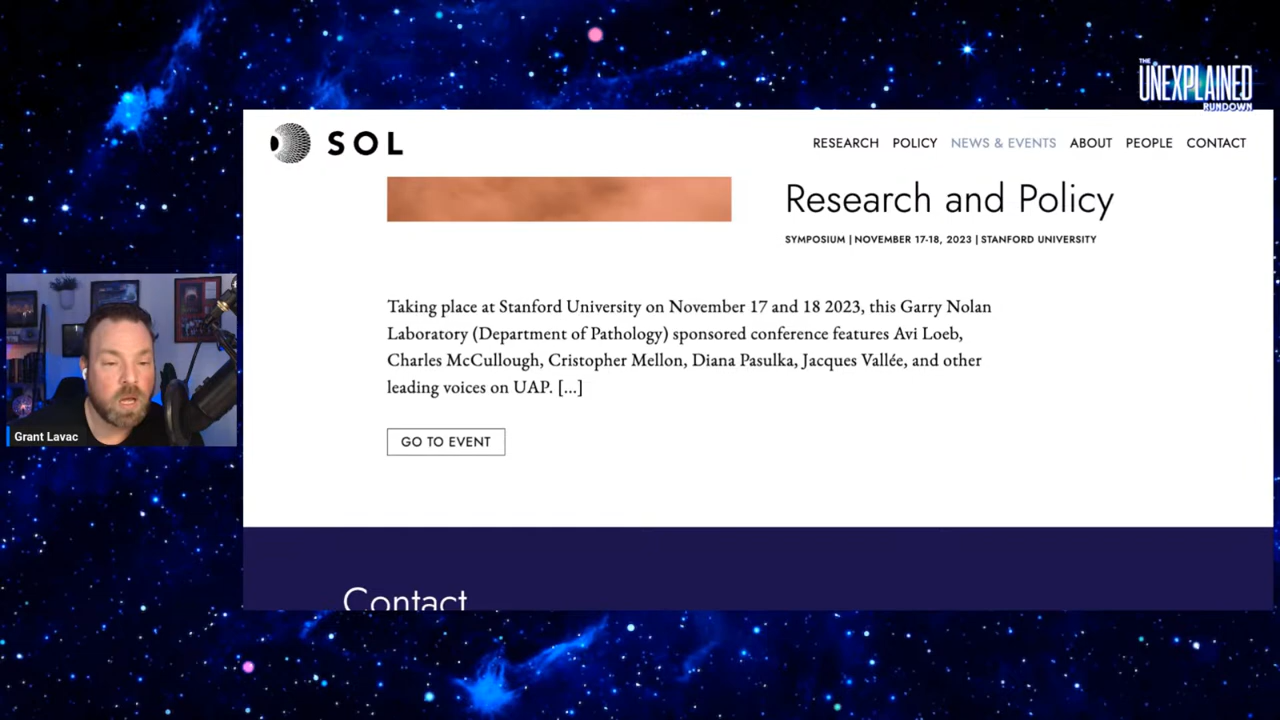 THE
UNEXPLAINED
RUNDOWN
SOL
RESEARCH POLICY NEWS & EVENTS ABOUT PEOPLE CONTACT
Research and Policy
SYMPOSIUM | NOVEMBER 17-18, 2023 | STANFORD UNIVERSITY
Taking place at Stanford University on November 17 and 18 2023, this Garry Nolan
Laboratory (Department of Pathology) sponsored conference features Avi Loeb,
Charles McCullough, Cristopher Mellon, Diana Pasulka, Jacques Vallée, and other
leading voices on UAP. [...]
GO TO EVENT
Grant Lavac
Contact